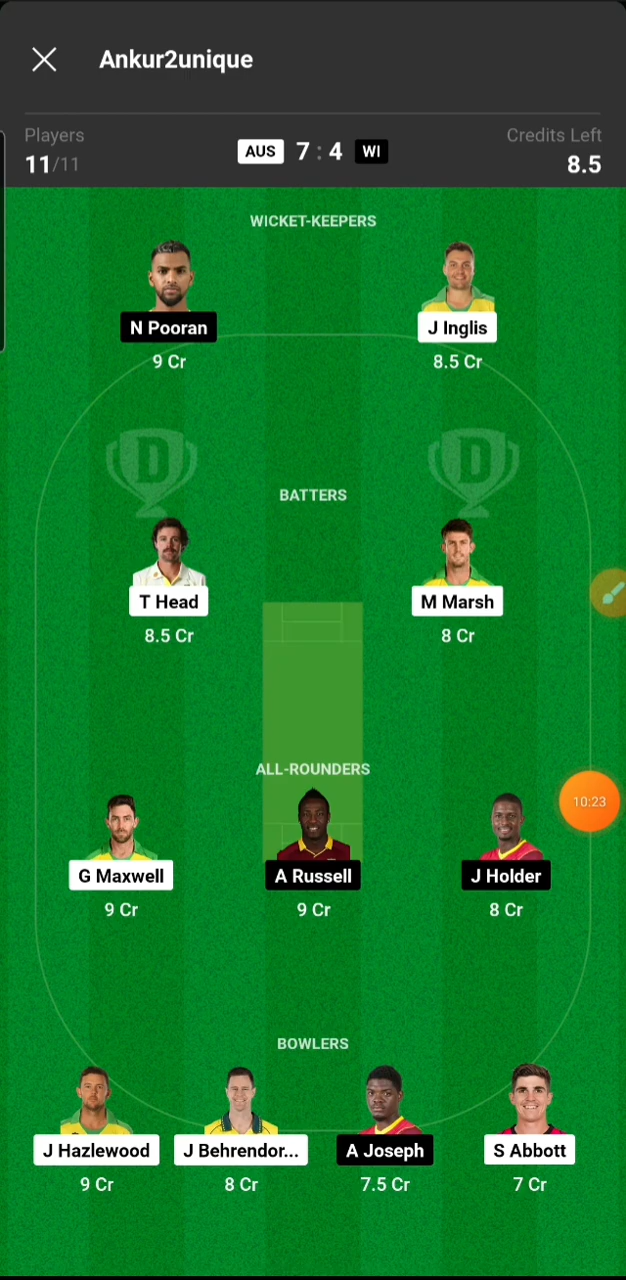 Ankur2unique
Players
11/11
AUS 7 : 4 WI
Credits Left
8.5
WICKET-KEEPERS
N Pooran
9 Cr
J Inglis
8.5 Cr
D
D
BATTERS
T Head
8.5 Cr
M Marsh
8 Cr
ALL-ROUNDERS
10:23
G Maxwell
9 Cr
A Russell
9 Cr
J Holder
8 Cr
BOWLERS
J Hazlewood
9 Cr
J Behrendor...
8 Cr
A Joseph
7.5 Cr
S Abbott
7 Cr